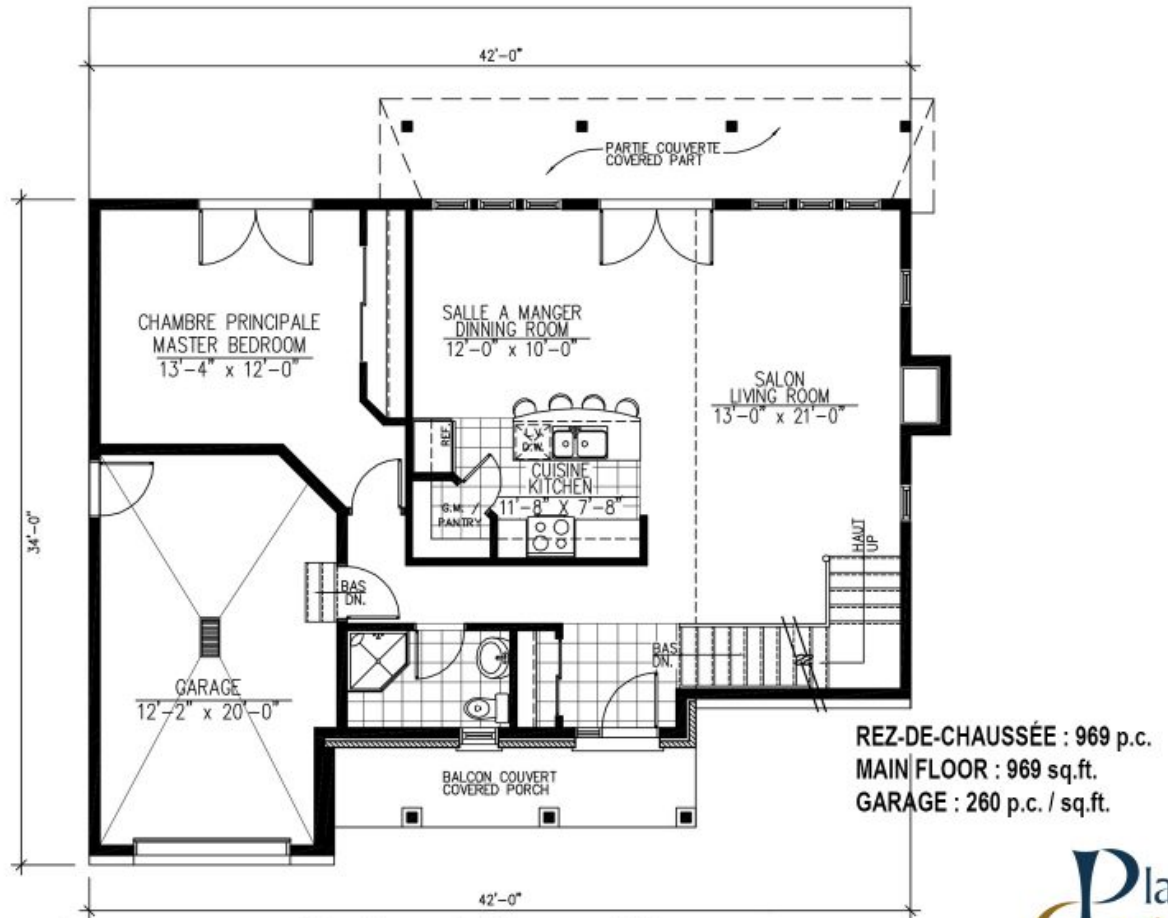 42'-0"
PARTIE COUVERTE
COVERED PART
CHAMBRE PRINCIPALE
MASTER BEDROOM
13'-4" x 12'-0"
SALLE A MANGER
DINNING ROOM
12'-0" x 10'-0"
SALON
LIVING ROOM
13'-0" x 21'-0"
REF.
L.V.
D.W.
CUISINE
KITCHEN
11'-8" X 7'-8"
G.M. /
PANTRY
34'-0"
HAUT
UP
BAS
DN.
BAS
DN.
GARAGE
12'-2" x 20'-0"
BALCON COUVERT
COVERED PORCH
REZ-DE-CHAUSSÉE : 969 p.c.
MAIN FLOOR : 969 sq.ft.
GARAGE : 260 p.c. / sq.ft.
42'-0"
Pla